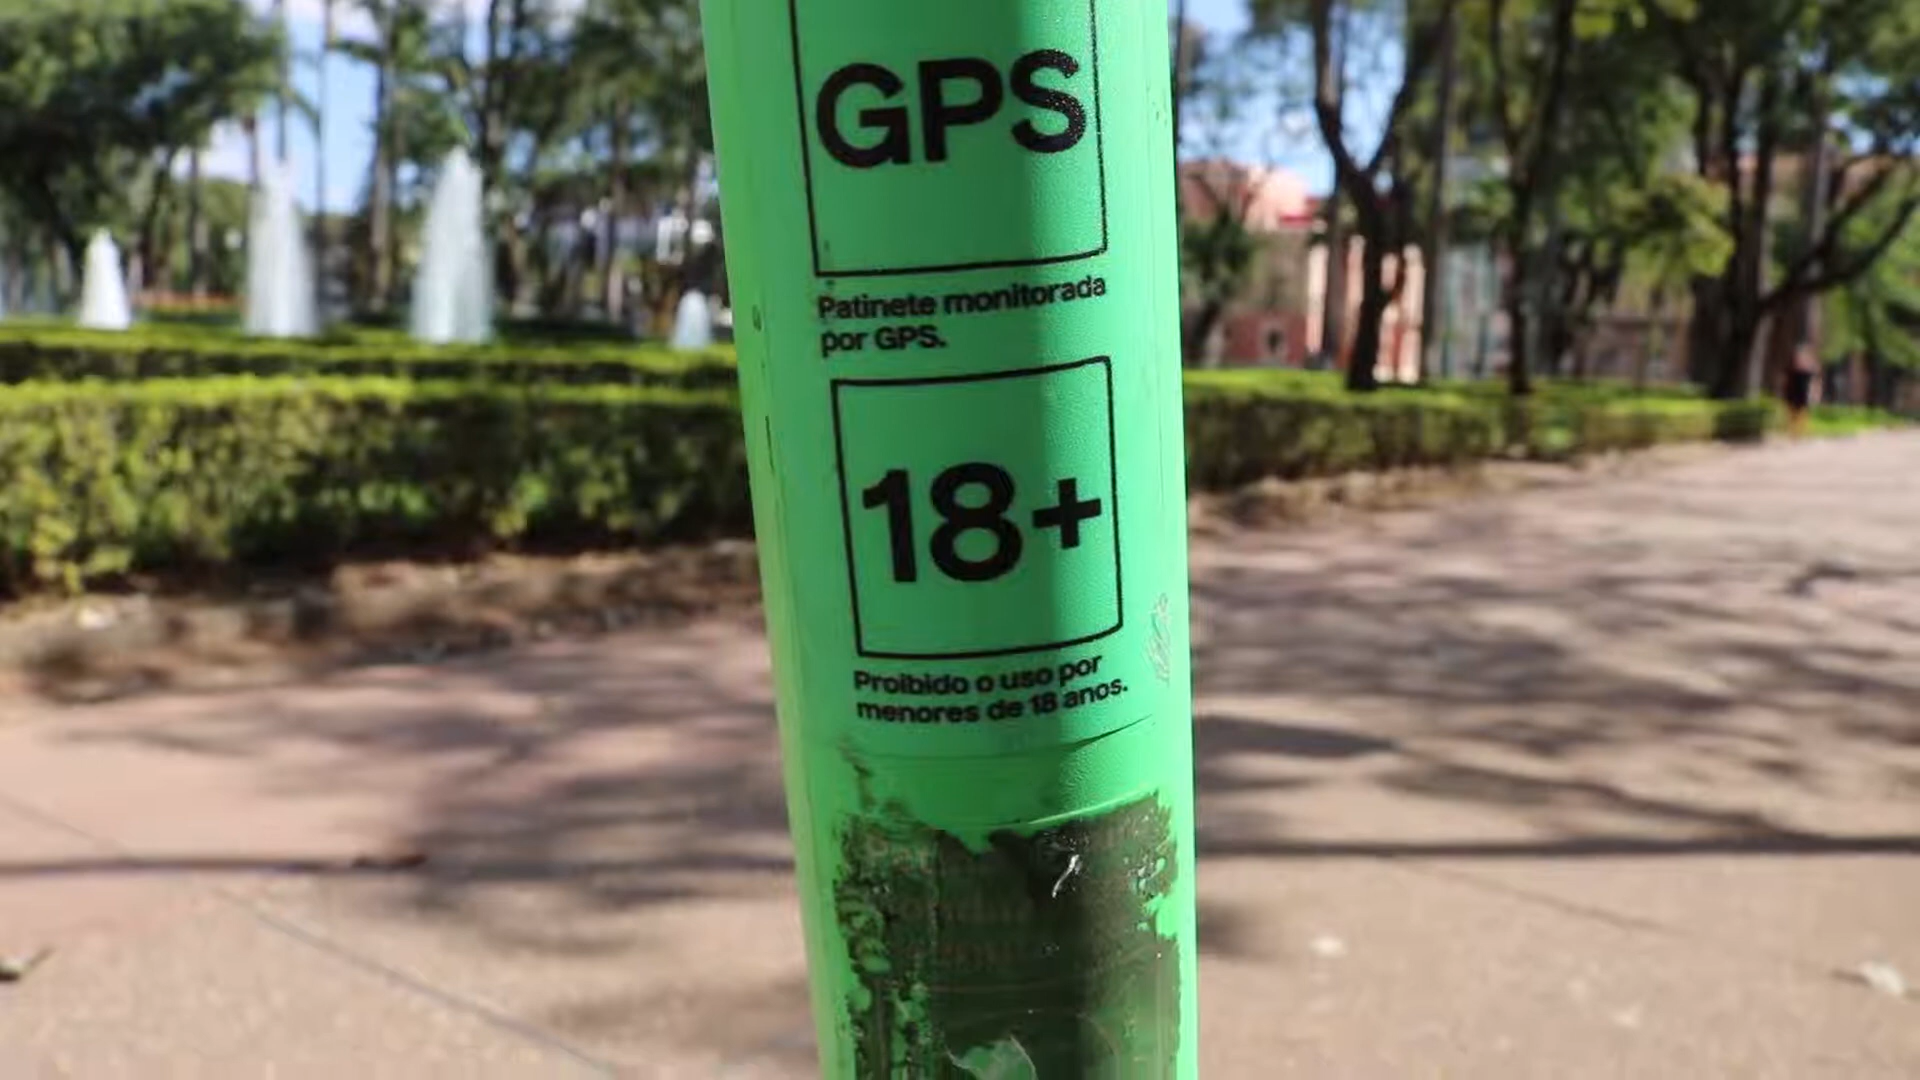 GPS
Patinete monitorada
por GPS.
18+
Proibido o uso por
menores de 18 anos.